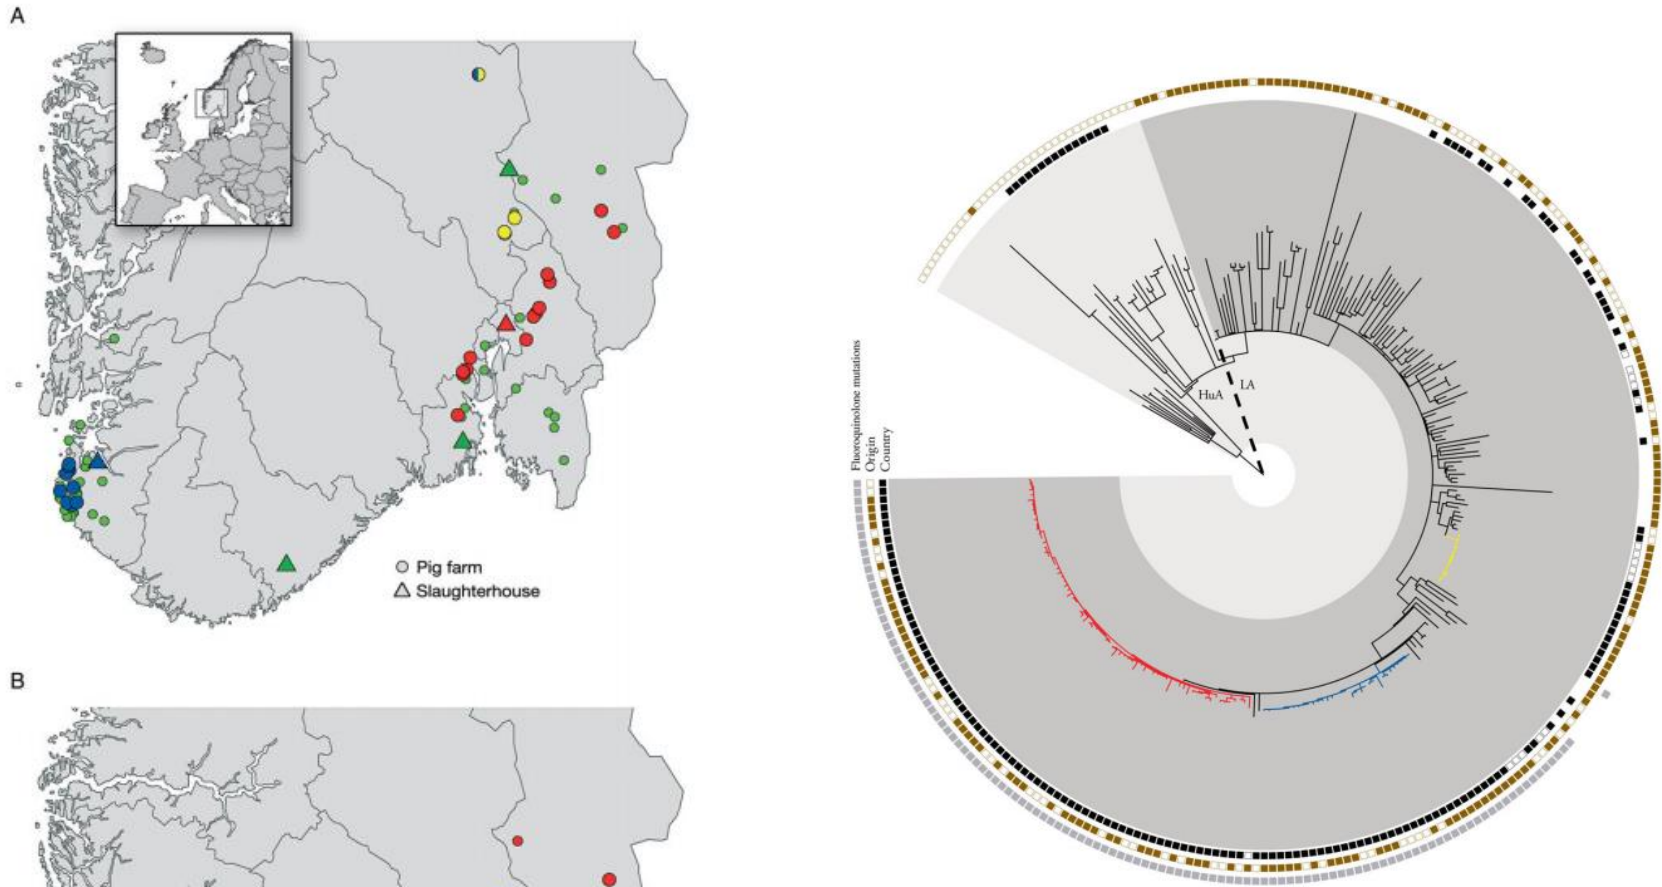 A
Pig farm
Slaughterhouse
B
Fluoroquinolone mutations
Origin
Country
HuA
LA